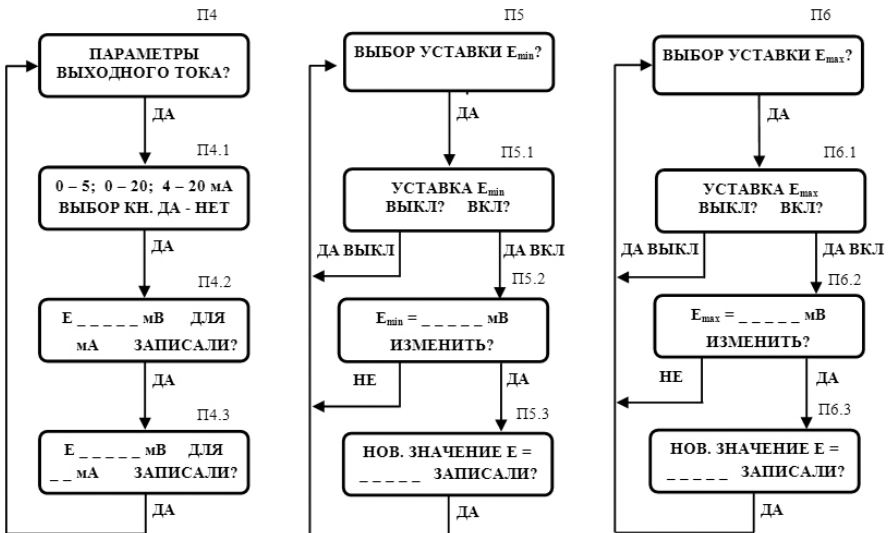 П4
ПАРАМЕТРЫ
ВЫХОДНОГО ТОКА?
ДА
П4.1
0 – 5; 0 – 20; 4 – 20 мА
ВЫБОР КН. ДА - НЕТ
ДА
П4.2
E _ _ _ _ _ мВ ДЛЯ
мА ЗАПИСАЛИ?
ДА
П4.3
E _ _ _ _ _ мВ ДЛЯ
_ _ мА ЗАПИСАЛИ?
ДА
П5
ВЫБОР УСТАВКИ Emin?
ДА
П5.1
УСТАВКА Emin
ВЫКЛ? ВКЛ?
ДА ВЫКЛ
ДА ВКЛ
П5.2
Emin = _ _ _ _ _ мВ
ИЗМЕНИТЬ?
НЕ
ДА
П5.3
НОВ. ЗНАЧЕНИЕ E =
_ _ _ _ _ ЗАПИСАЛИ?
ДА
П6
ВЫБОР УСТАВКИ Emax?
ДА
П6.1
УСТАВКА Emax
ВЫКЛ? ВКЛ?
ДА ВЫКЛ
ДА ВКЛ
П6.2
Emax = _ _ _ _ _ мВ
ИЗМЕНИТЬ?
НЕ
ДА
П6.3
НОВ. ЗНАЧЕНИЕ E =
_ _ _ _ _ ЗАПИСАЛИ?
ДА